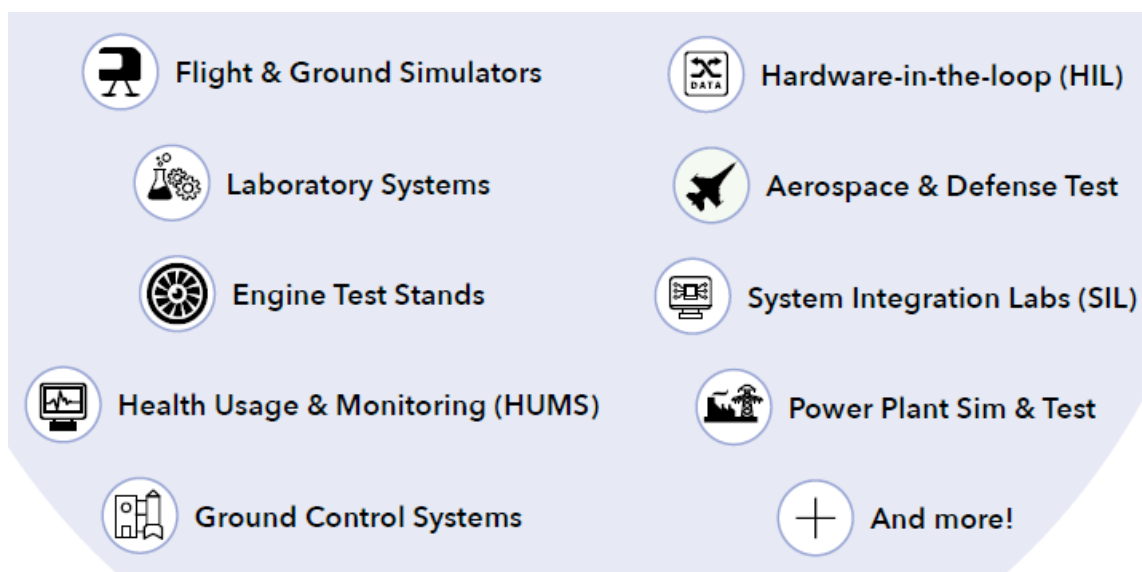 Flight & Ground Simulators
Laboratory Systems
Engine Test Stands
Health Usage & Monitoring (HUMS)
Ground Control Systems
DATA
Hardware-in-the-loop (HIL)
Aerospace & Defense Test
System Integration Labs (SIL)
Power Plant Sim & Test
And more!